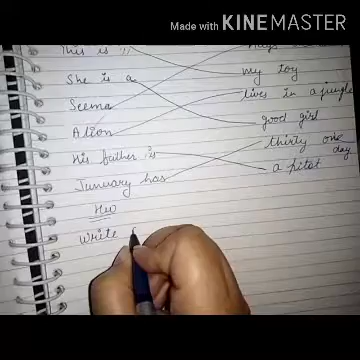 Made with KINEMASTER
This is my toy
She is a good girl
Seema
A lion lives in a jungle
His father is thirty one day
January has a pilot
Hw
Write